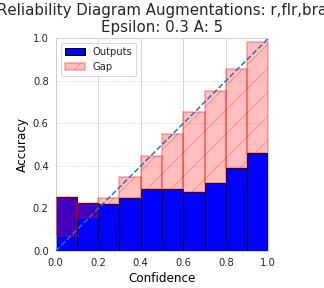 Reliability Diagram Augmentations: r,flr,bra
Epsilon: 0.3 A: 5
1.0
0.8
0.6
0.4
0.2
0.0
Accuracy
Outputs
Gap
0.0 0.2 0.4 0.6 0.8 1.0
Confidence